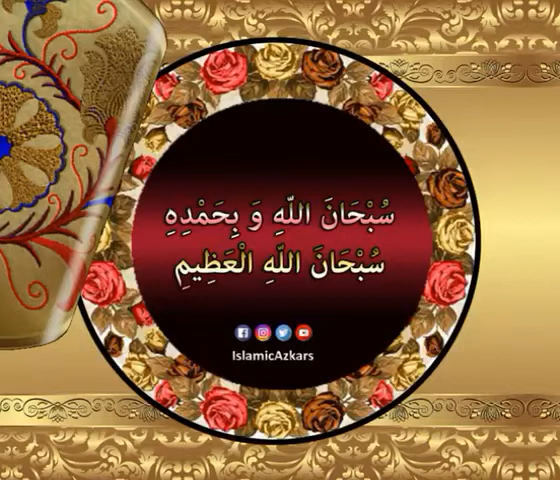 سُبْحَانَ اللّهِ وَ بِحَمْدِهِ
سُبْحَانَ اللّهِ الْعَظِيمِ
IslamicAzkars